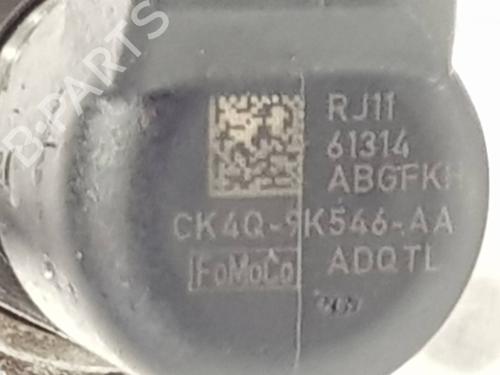 B-PARTS
RJ11
61314
ABGFKH
CK4Q-9K546-AA
FoMoCo
ADQTL